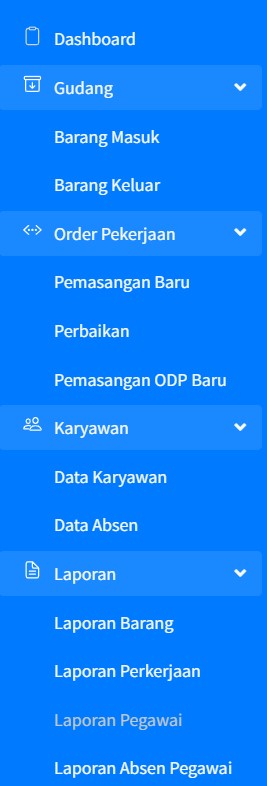 Dashboard
Gudang
Barang Masuk
Barang Keluar
Order Pekerjaan
Pemasangan Baru
Perbaikan
Pemasangan ODP Baru
Karyawan
Data Karyawan
Data Absen
Laporan
Laporan Barang
Laporan Perkerjaan
Laporan Pegawai
Laporan Absen Pegawai